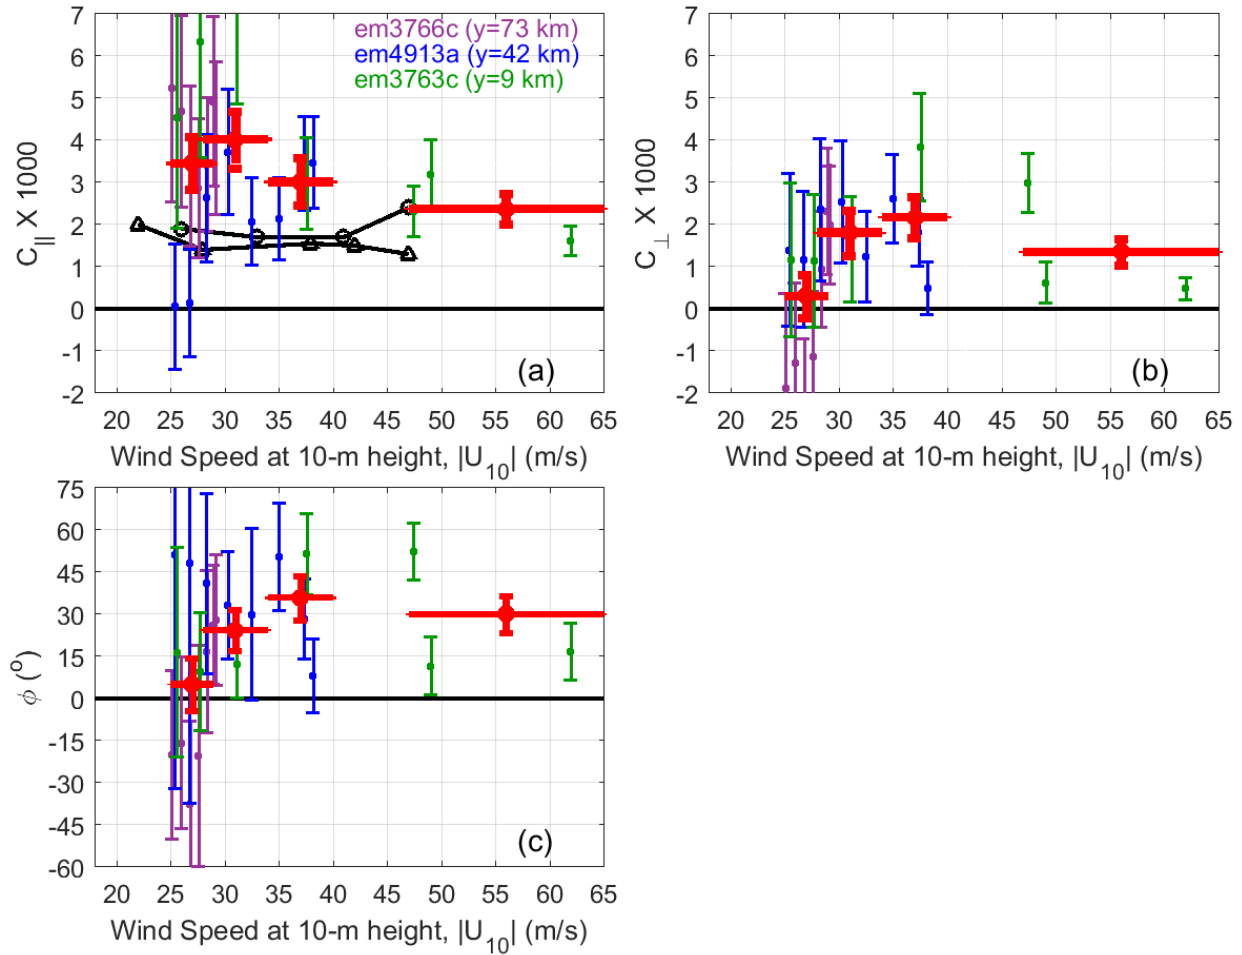 em3766c (y=73 km)
em4913a (y=42 km)
em3763c (y=9 km)
7
6
5
4
3
2
1
0
-1
-2
C∥ X 1000
(a)
20 25 30 35 40 45 50 55 60 65
Wind Speed at 10-m height, |U10| (m/s)
7
6
5
4
3
2
1
0
-1
-2
C⊥ X 1000
(b)
20 25 30 35 40 45 50 55 60 65
Wind Speed at 10-m height, |U10| (m/s)
75
60
45
30
15
0
-15
-30
-45
-60
ϕ (o)
(c)
20 25 30 35 40 45 50 55 60 65
Wind Speed at 10-m height, |U10| (m/s)